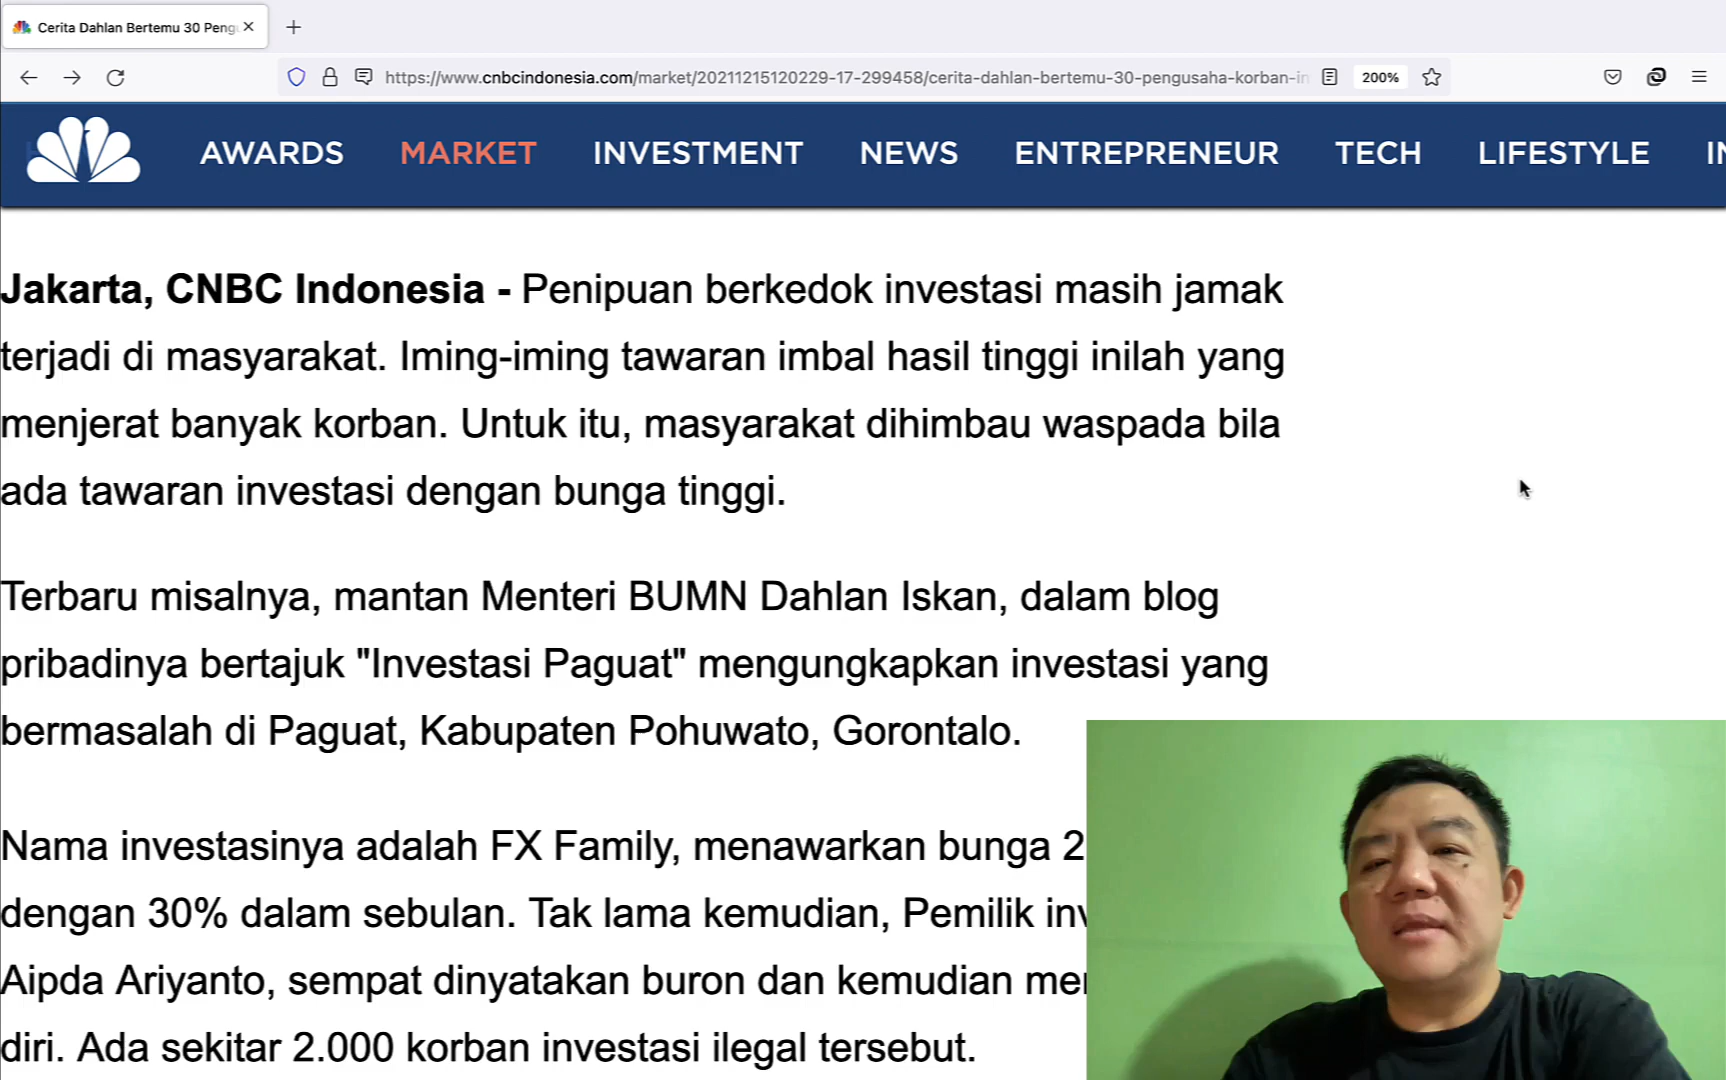 Cerita Dahlan Bertemu 30 Peng
https://www.cnbcindonesia.com/market/20211215120229-17-299458/cerita-dahlan-bertemu-30-pengusaha-korban-in
200%
AWARDS MARKET INVESTMENT NEWS ENTREPRENEUR TECH LIFESTYLE
Jakarta, CNBC Indonesia - Penipuan berkedok investasi masih jamak
terjadi di masyarakat. Iming-iming tawaran imbal hasil tinggi inilah yang
menjerat banyak korban. Untuk itu, masyarakat dihimbau waspada bila
ada tawaran investasi dengan bunga tinggi.
Terbaru misalnya, mantan Menteri BUMN Dahlan Iskan, dalam blog
pribadinya bertajuk "Investasi Paguat" mengungkapkan investasi yang
bermasalah di Paguat, Kabupaten Pohuwato, Gorontalo.
Nama investasinya adalah FX Family, menawarkan bunga 2
dengan 30% dalam sebulan. Tak lama kemudian, Pemilik inv
Aipda Ariyanto, sempat dinyatakan buron dan kemudian me
diri. Ada sekitar 2.000 korban investasi ilegal tersebut.